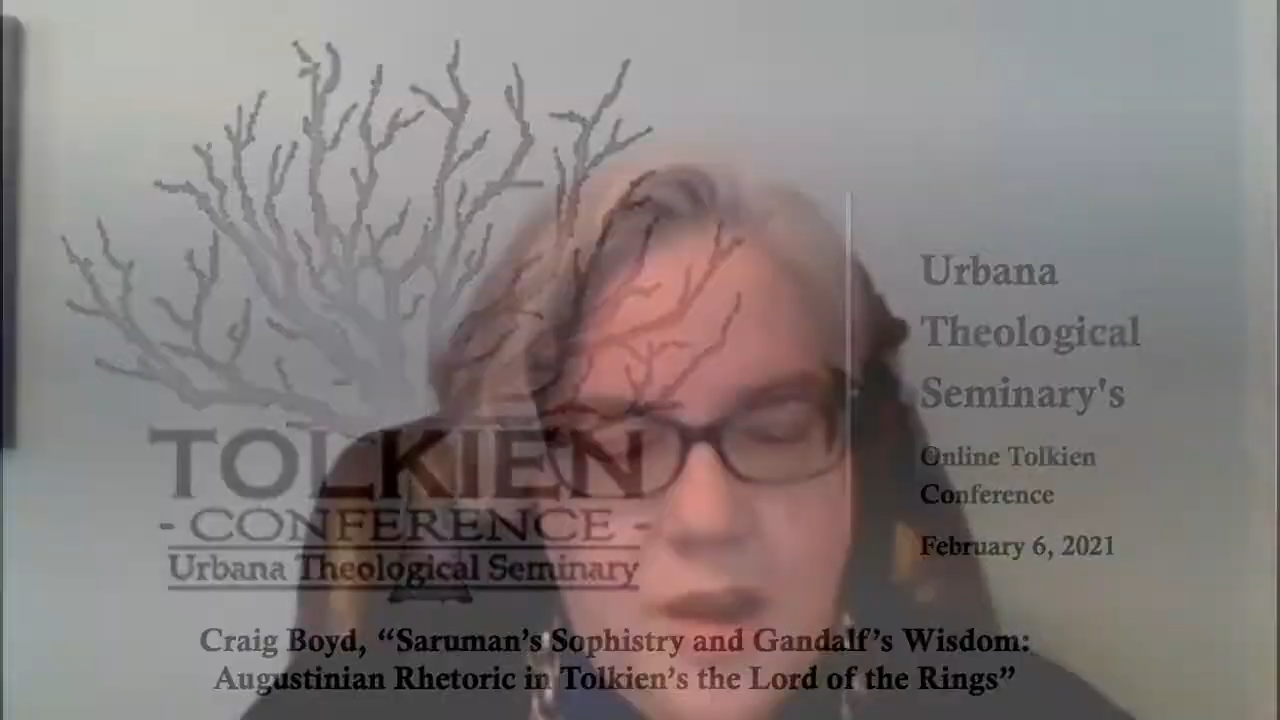 TOLKIEN
- CONFERENCE -
Urbana Theological Seminary
Urbana
Theological
Seminary's
Online Tolkien
Conference
February 6, 2021
Craig Boyd, “Saruman’s Sophistry and Gandalf’s Wisdom:
Augustinian Rhetoric in Tolkien’s the Lord of the Rings”